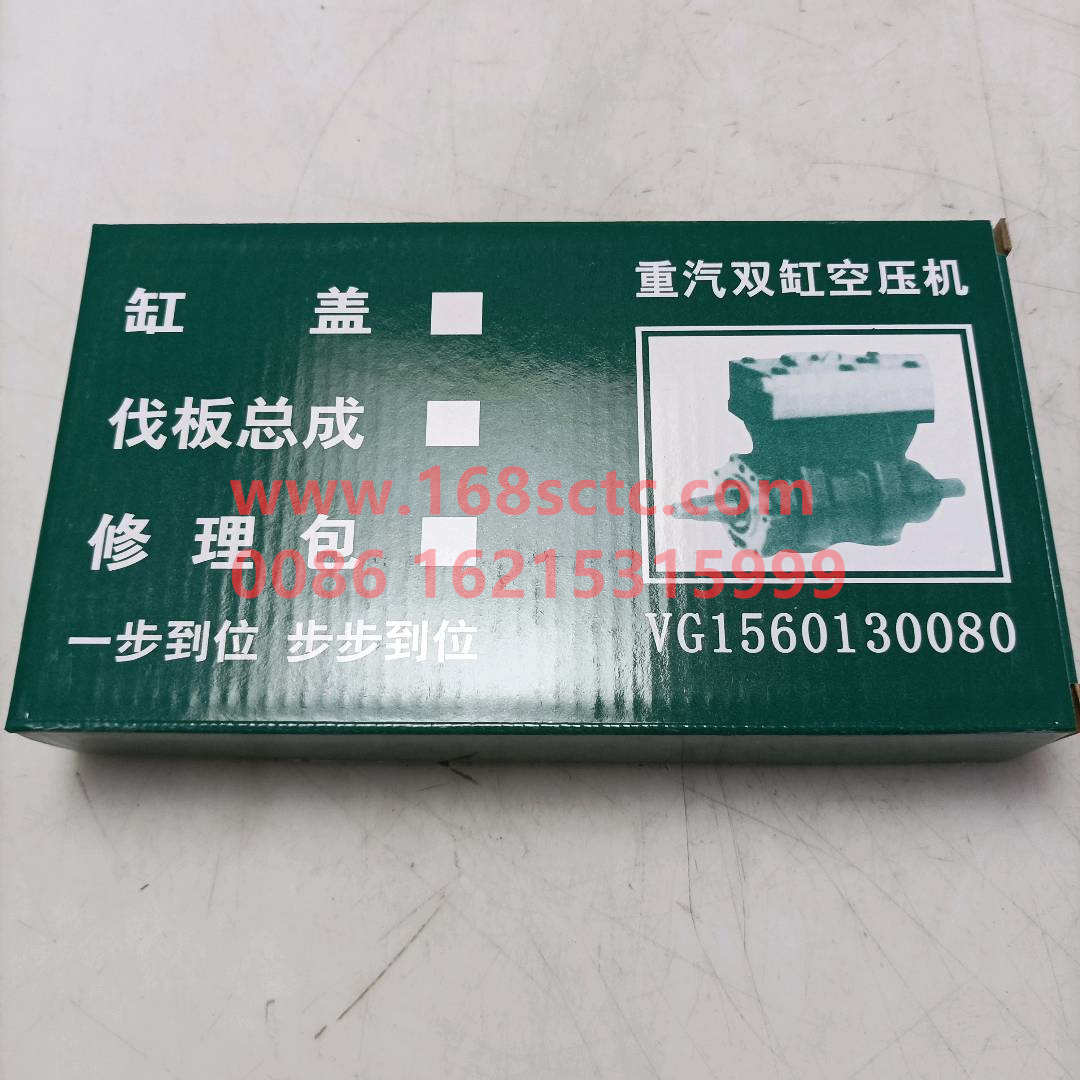 缸 盖
伐板总成
修理包
一步到位 步步到位
重汽双缸空压机
VG1560130080
www.168sctc.com
0086 16215315999